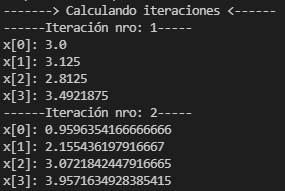 -------> Calculando iteraciones <------
------Iteración nro: 1-----
x[0]: 3.0
x[1]: 3.125
x[2]: 2.8125
x[3]: 3.4921875
------Iteración nro: 2-----
x[0]: 0.9596354166666666
x[1]: 2.155436197916667
x[2]: 3.0721842447916665
x[3]: 3.9571634928385415